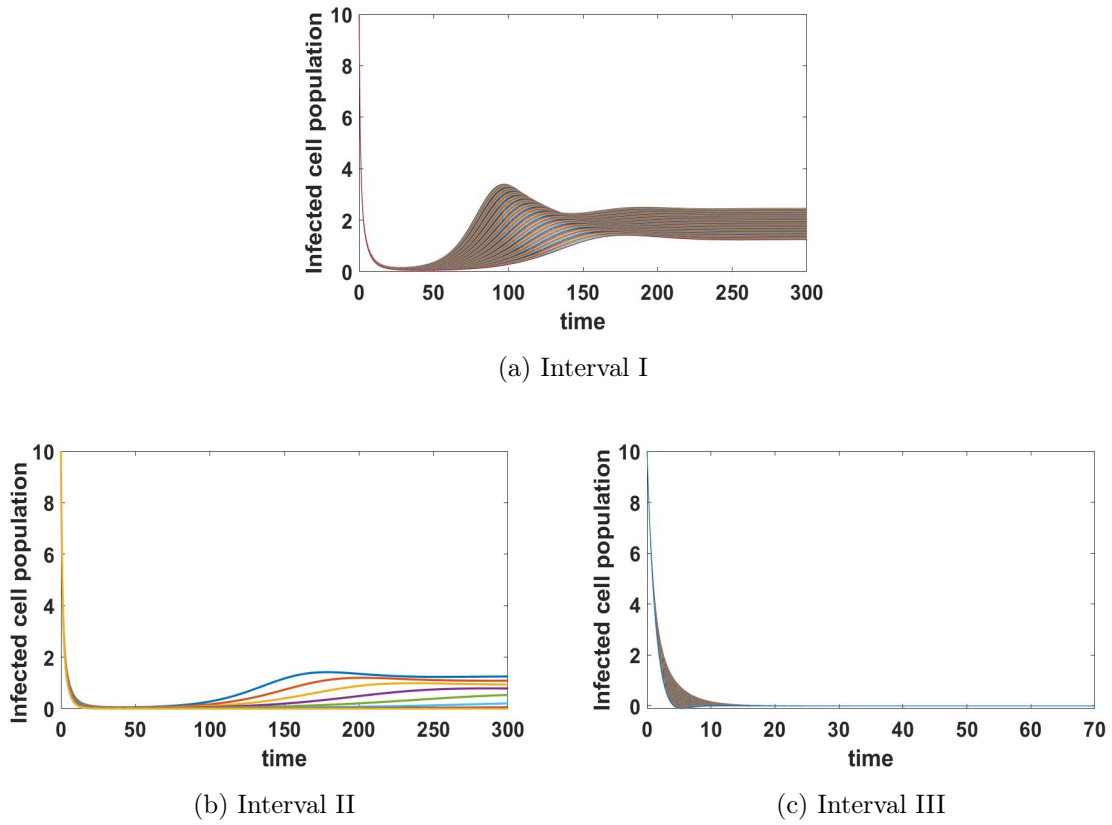 10
8
6
4
2
0
Infected cell population
0 50 100 150 200 250 300
time
(a) Interval I
10
8
6
4
2
0
Infected cell population
0 50 100 150 200 250 300
time
(b) Interval II
10
8
6
4
2
0
Infected cell population
0 10 20 30 40 50 60 70
time
(c) Interval III